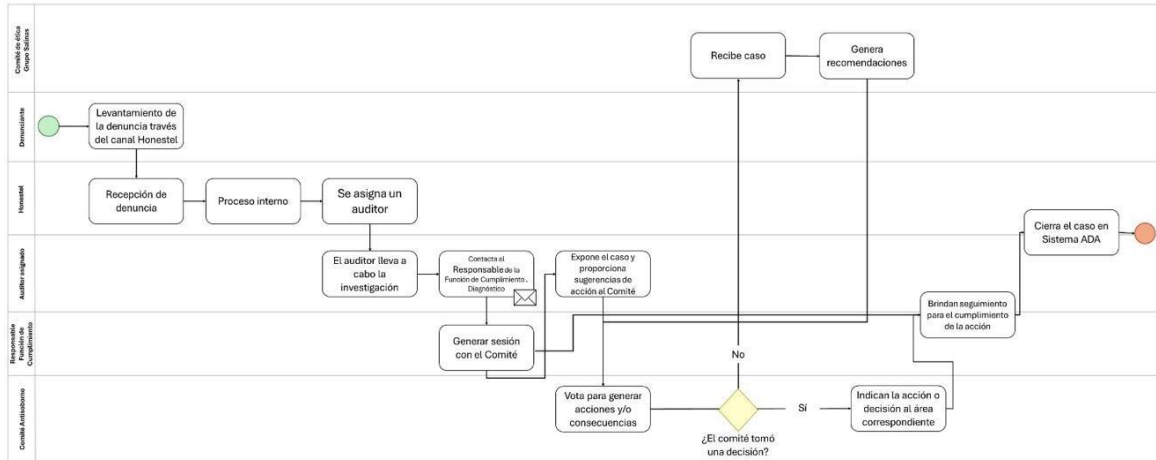 Comité de ética
Grupo Salinas
Recibe caso
Genera
recomendaciones
Denunciante
Levantamiento de
la denuncia través
del canal Honestel
Honestel
Recepción de
denuncia
Proceso interno
Se asigna un
auditor
Cierra el caso en
Sistema ADA
Auditor asignado
El auditor lleva a
cabo la
investigación
Contacta al
Responsable de la
Función de Cumplimiento.
Diagnóstico
Expone el caso y
proporciona
sugerencias de
acción al Comité
Brindan seguimiento
para el cumplimiento
de la acción
Responsable
Función de
Cumplimiento
Generar sesión
con el Comité
No
Comité Antisoborno
Vota para generar
acciones y/o
consecuencias
Sí
Indican la acción o
decisión al área
correspondiente
¿El comité tomó
una decisión?